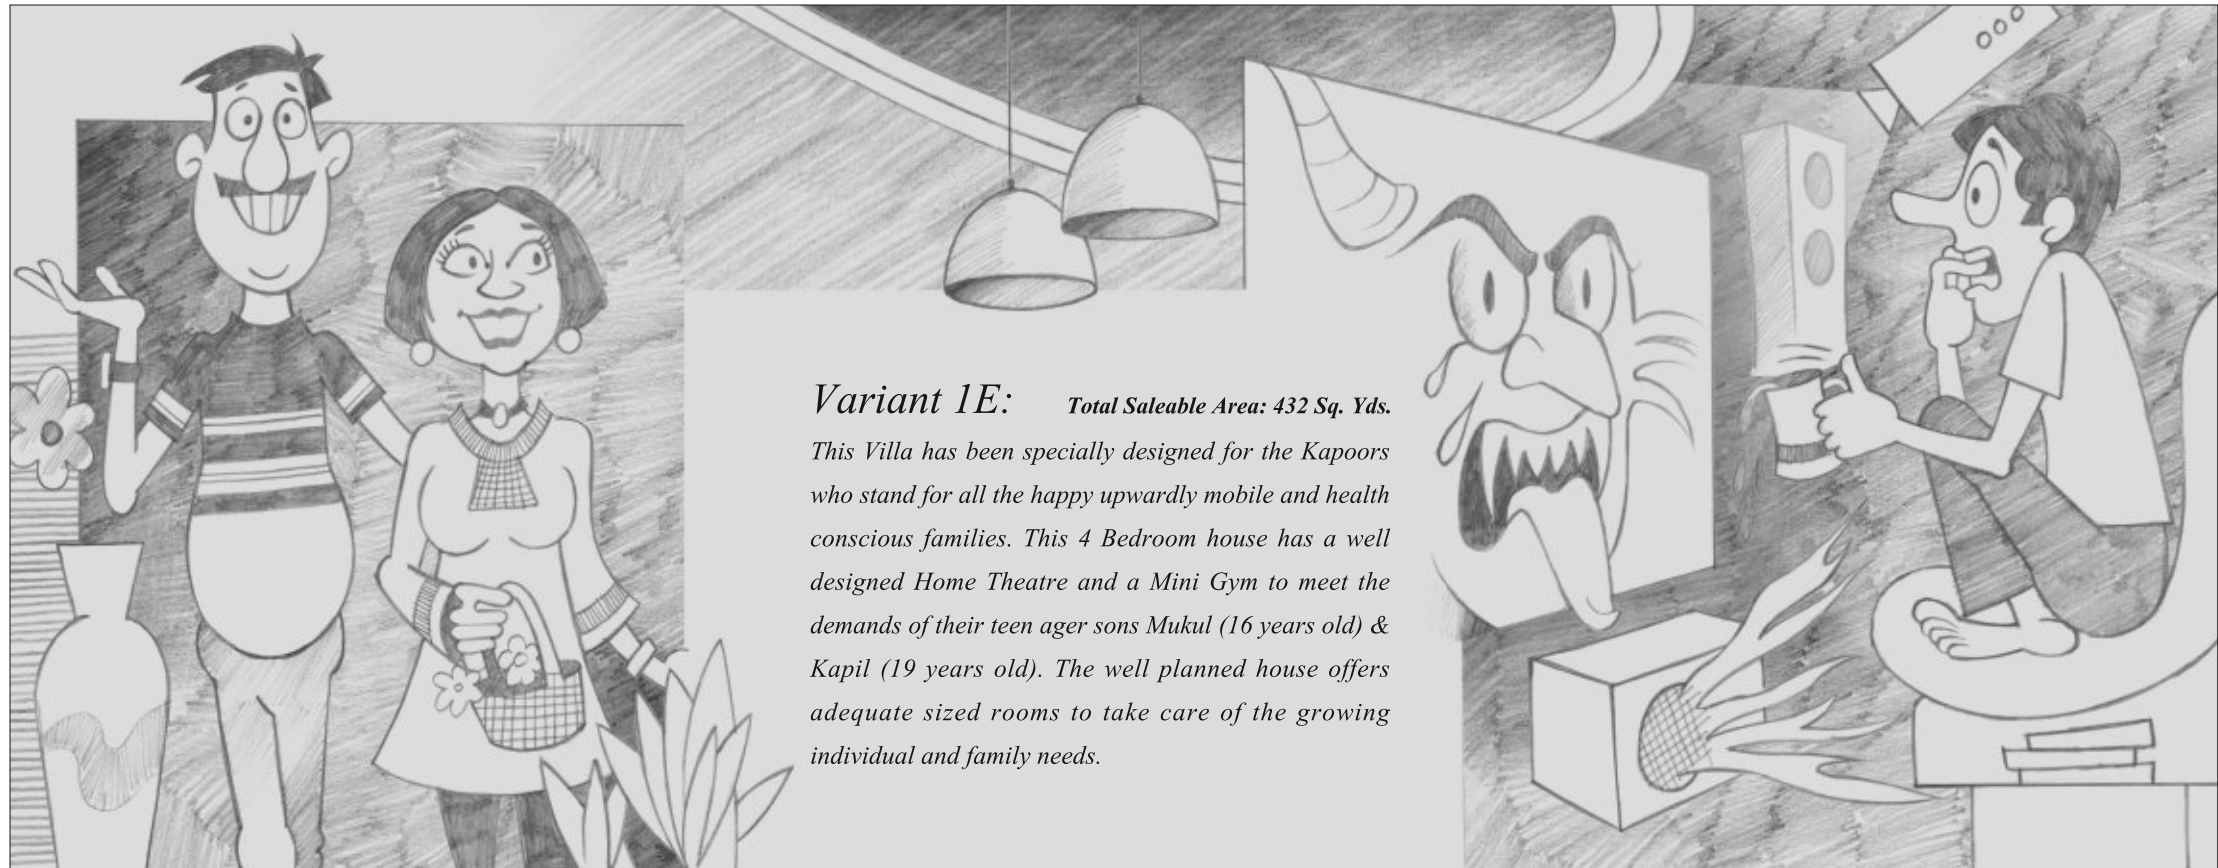 Variant 1E: Total Saleable Area: 432 Sq. Yds.
This Villa has been specially designed for the Kapoors
who stand for all the happy upwardly mobile and health
conscious families. This 4 Bedroom house has a well
designed Home Theatre and a Mini Gym to meet the
demands of their teen ager sons Mukul (16 years old) &
Kapil (19 years old). The well planned house offers
adequate sized rooms to take care of the growing
individual and family needs.